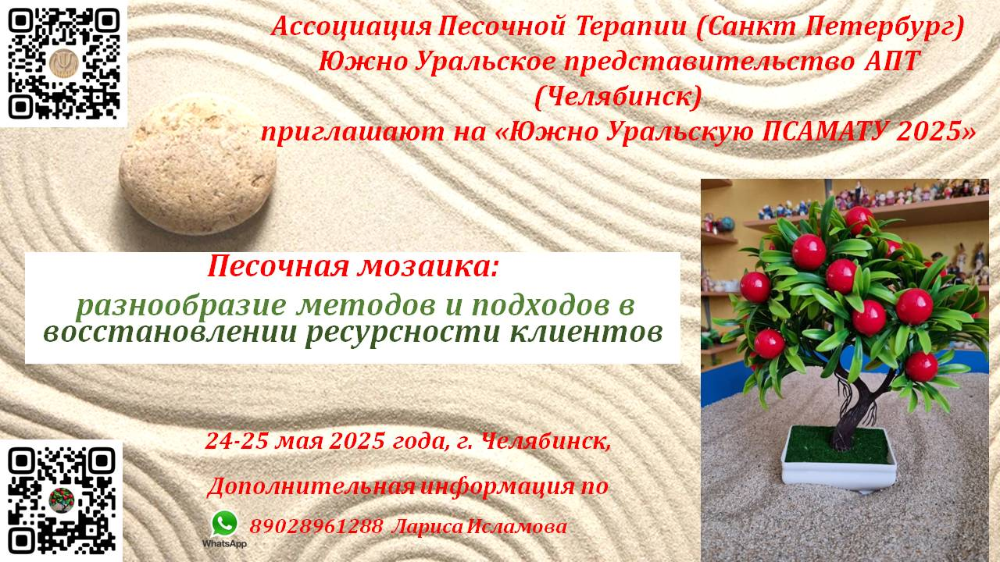 Ассоциация Песочной Терапии (Санкт Петербург)
Южно Уральское представительство АПТ
(Челябинск)
приглашают на «Южно Уральскую ПСАМАТУ 2025»
Песочная мозаика:
разнообразие методов и подходов в
восстановлении ресурсности клиентов
24-25 мая 2025 года, г. Челябинск,
Дополнительная информация по
WhatsApp 89028961288 Лариса Исламова